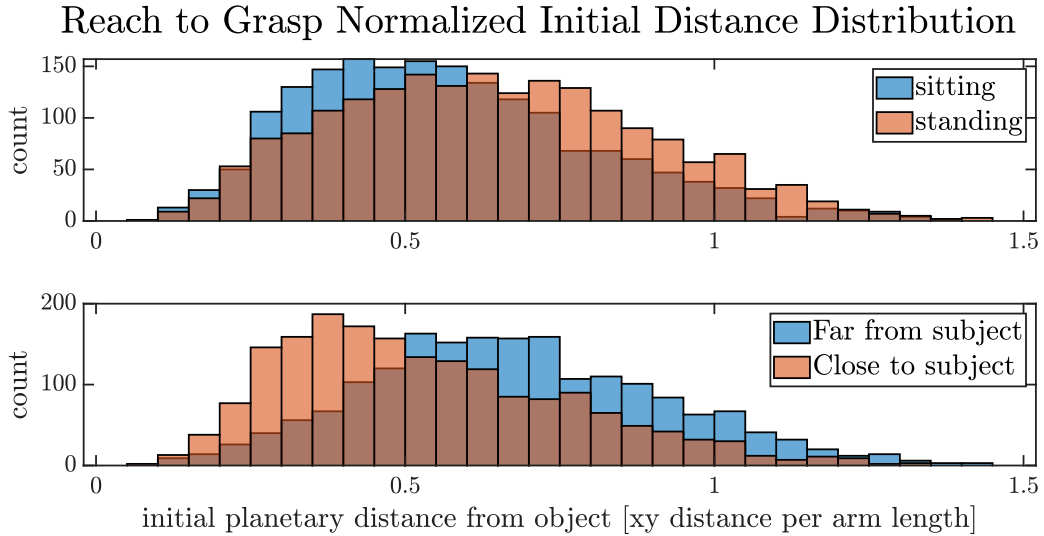 Reach to Grasp Normalized Initial Distance Distribution
150
100
50
0
count
sitting
standing
0 0.5 1 1.5
200
100
0
count
Far from subject
Close to subject
0 0.5 1 1.5
initial planetary distance from object [xy distance per arm length]